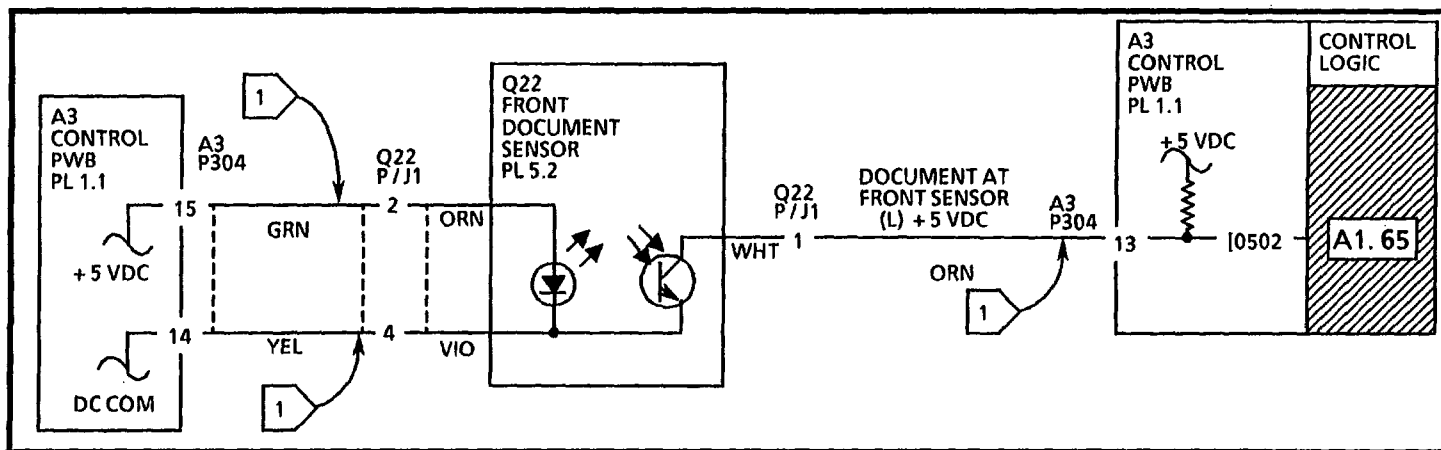 A3
CONTROL
PWB
PL 1.1
+ 5 VDC
DC COM
A3
P304
15
14
1
GRN
YEL
1
Q22
P / J1
2
4
ORN
VIO
Q22
FRONT
DOCUMENT
SENSOR
PL 5.2
WHT
Q22
P / J1
1
DOCUMENT AT
FRONT SENSOR
(L) +5 VDC
ORN
1
A3
P304
13
A3
CONTROL
PWB
PL 1.1
+ 5 VDC
[0502
CONTROL
LOGIC
A1. 65